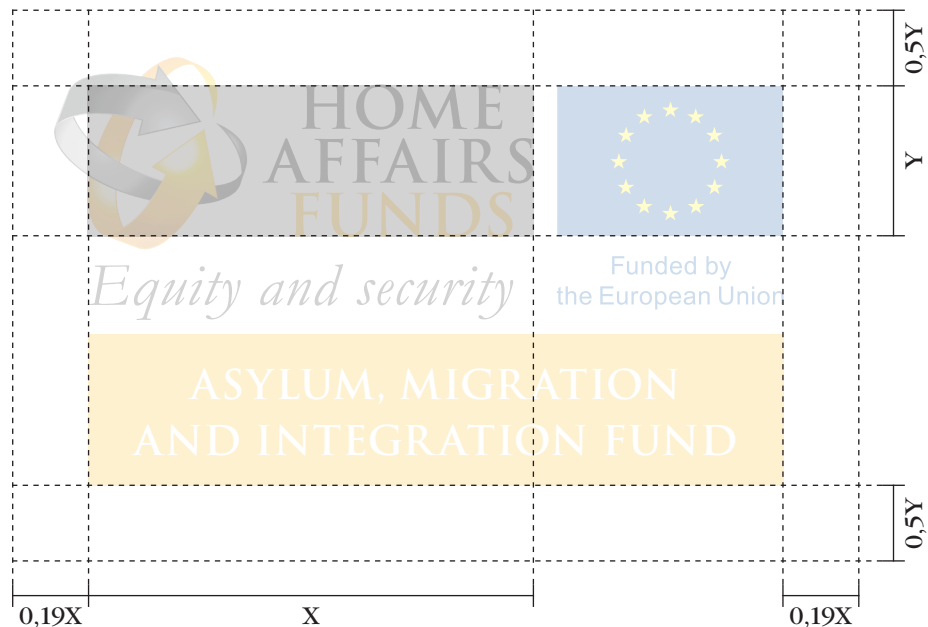 0,5Y
HOME
AFFAIRS
FUNDS
Y
Equity and security
Funded by
the European Union
ASYLUM, MIGRATION
AND INTEGRATION FUND
0,5Y
0,19X
X
0,19X